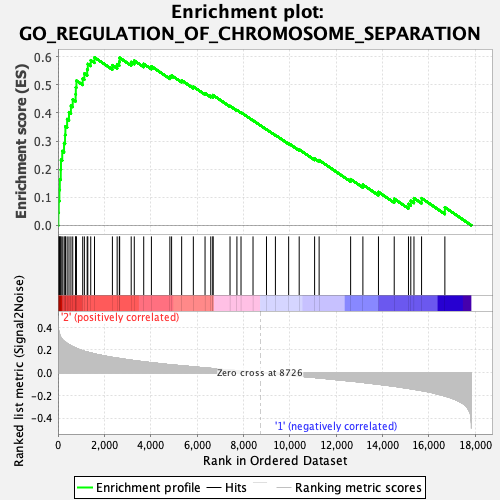 Enrichment plot:
GO_REGULATION_OF_CHROMOSOME_SEPARATION
Enrichment score (ES)
0.6
0.5
0.4
0.3
0.2
0.1
0.0
'2' (positively correlated)
Ranked list metric (Signal2Noise)
0.4
0.2
0.0
-0.2
-0.4
Zero cross at 8726
'1' (negatively correlated)
0
2,000
4,000
6,000
8,000
10,000
12,000
14,000
16,000
18,000
Rank in Ordered Dataset
Enrichment profile
Hits
Ranking metric scores